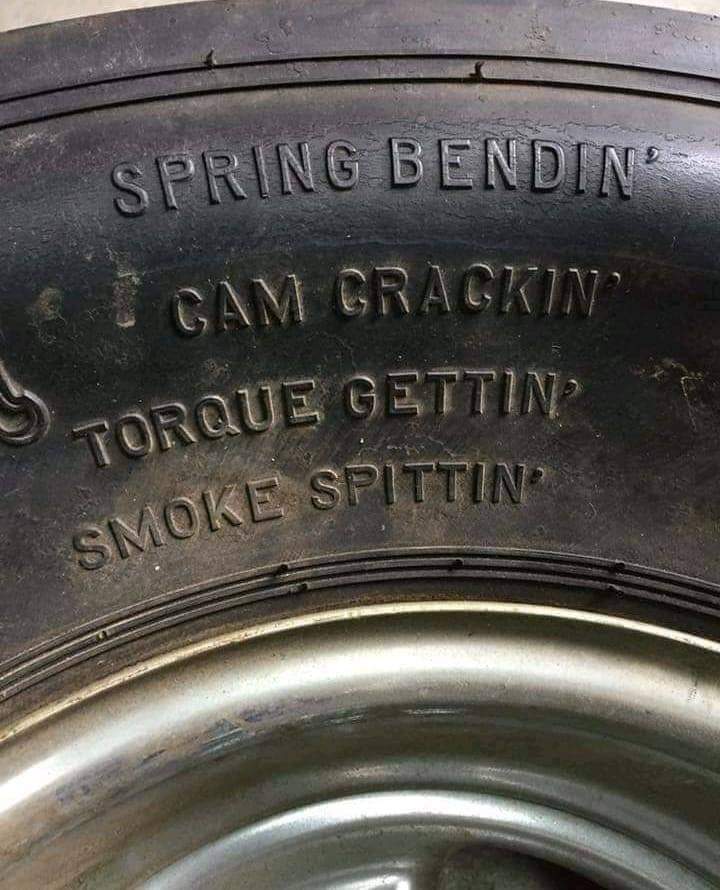 SPRING BENDIN'
CAM CRACKIN'
TORQUE GETTIN'
SMOKE SPITTIN'